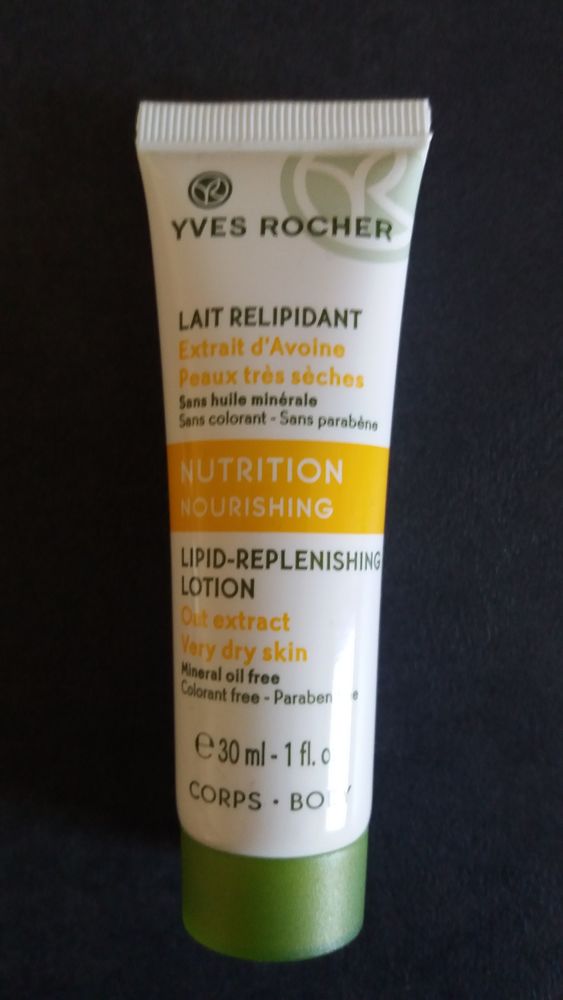 YVES ROCHER
LAIT RELIPIDANT
Extrait d'Avoine
Peaux très sèches
Sans huile minérale
Sans colorant - Sans parabène
NUTRITION
NOURISHING
LIPID-REPLENISHING
LOTION
Oat extract
Very dry skin
Mineral oil free
Colorant free - Paraben
℮ 30 ml - 1 fl.
CORPS • BODY